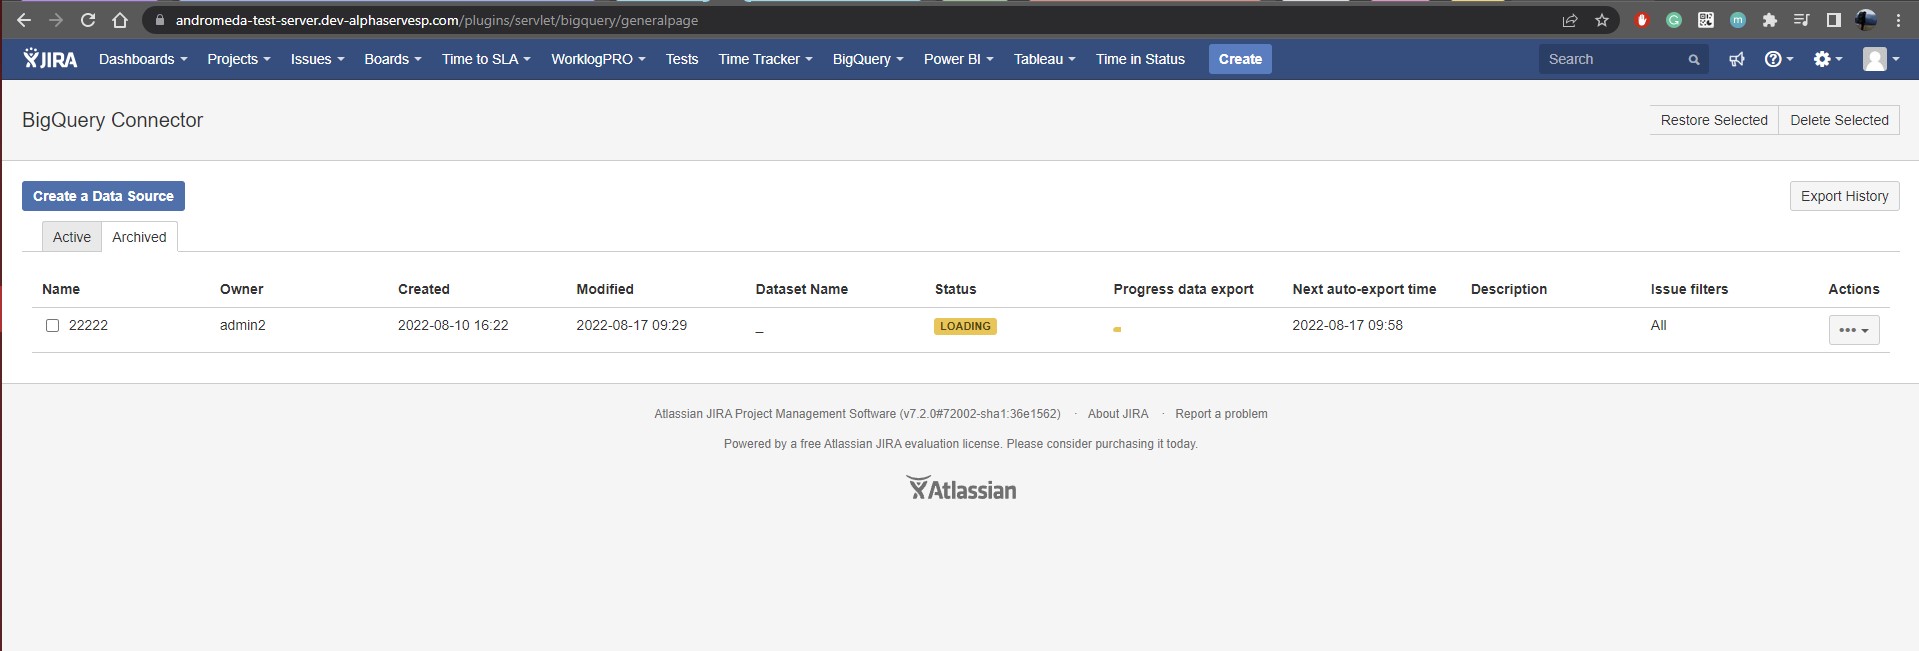 andromeda-test-server.dev-alphaservesp.com/plugins/servlet/bigquery/generalpage
JIRA Dashboards Projects Issues Boards Time to SLA WorklogPRO Tests Time Tracker BigQuery Power BI Tableau Time in Status Create Search
BigQuery Connector Restore Selected Delete Selected
Create a Data Source Export History
Active Archived
Name Owner Created Modified Dataset Name Status Progress data export Next auto-export time Description Issue filters Actions
22222 admin2 2022-08-10 16:22 2022-08-17 09:29 _ LOADING 2022-08-17 09:58 All •••
Atlassian JIRA Project Management Software (v7.2.0#72002-sha1:36e1562) · About JIRA · Report a problem
Powered by a free Atlassian JIRA evaluation license. Please consider purchasing it today.
Atlassian